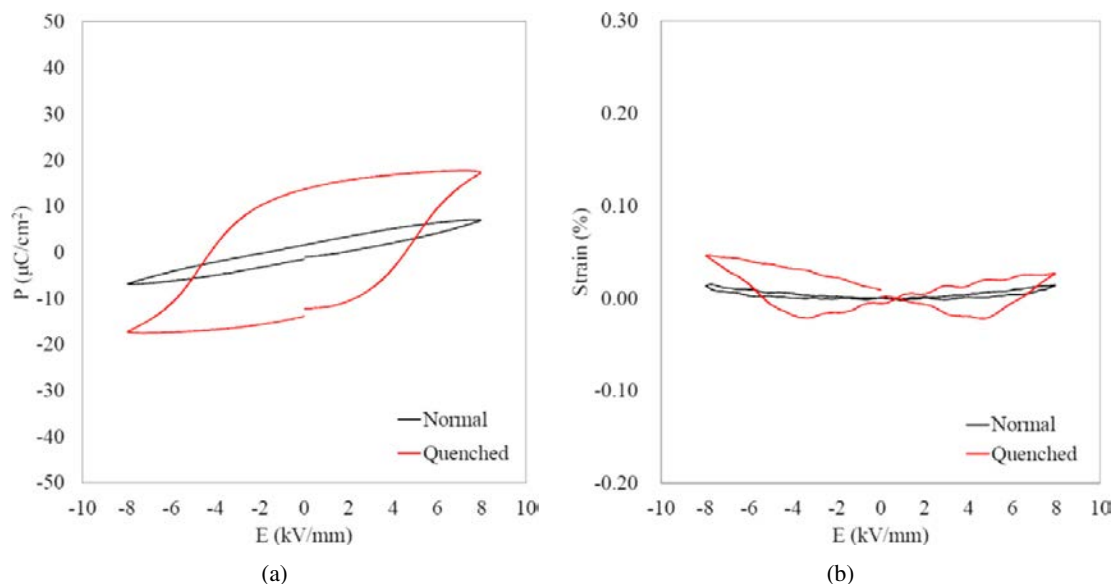 50
40
30
20
10
0
-10
-20
-30
-40
-50
P (µC/cm²)
-10 -8 -6 -4 -2 0 2 4 6 8 10
E (kV/mm)
Normal
Quenched
(a)
0.30
0.20
0.10
0.00
-0.10
-0.20
Strain (%)
-10 -8 -6 -4 -2 0 2 4 6 8 10
E (kV/mm)
Normal
Quenched
(b)